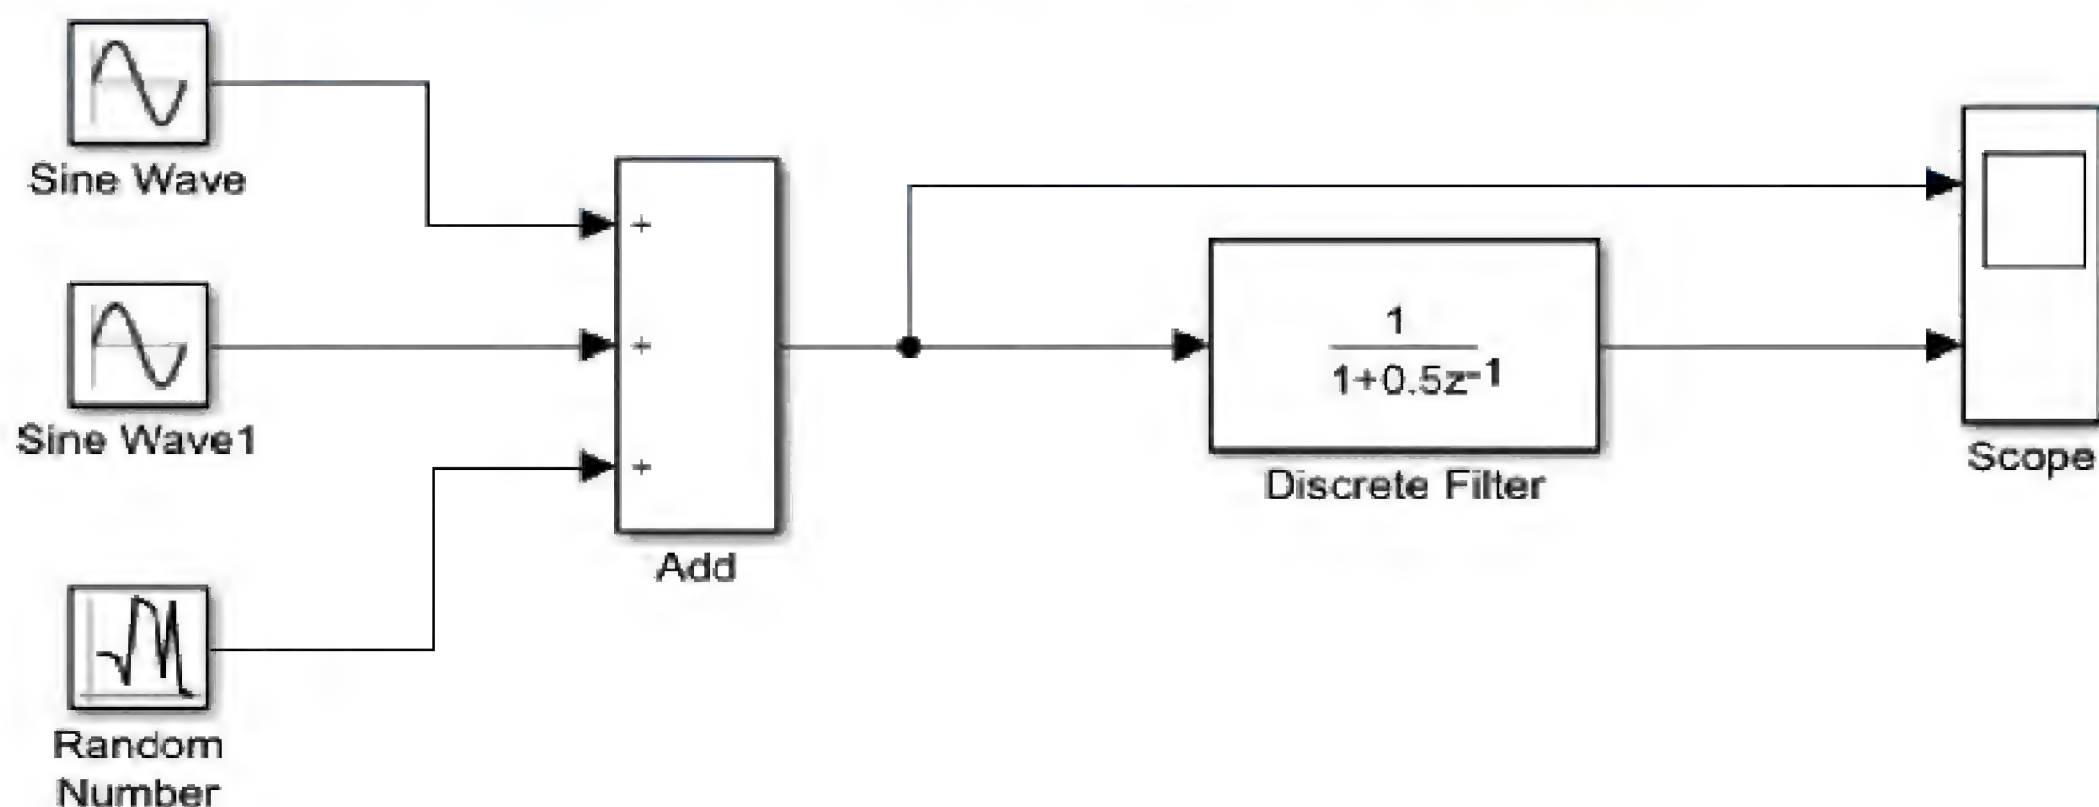 Sine Wave
+
Sine Wave1
+
1
1+0.5z-1
Scope
+
Discrete Filter
Add
Random
Number